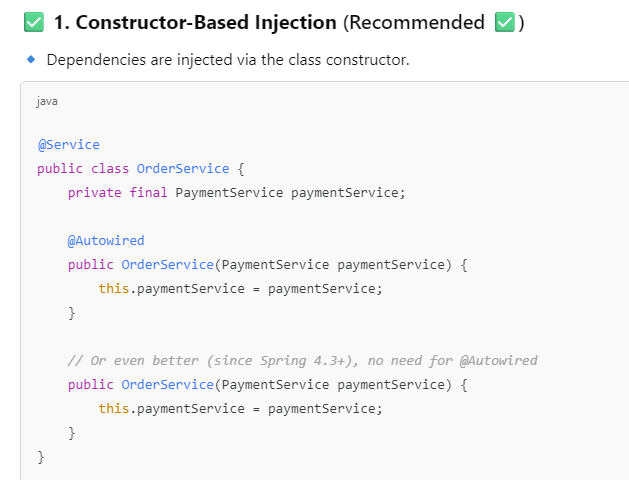 ✅ 1. Constructor-Based Injection (Recommended ✅)
🔹 Dependencies are injected via the class constructor.
java
@Service
public class OrderService {
    private final PaymentService paymentService;

    @Autowired
    public OrderService(PaymentService paymentService) {
        this.paymentService = paymentService;
    }

    // Or even better (since Spring 4.3+), no need for @Autowired
    public OrderService(PaymentService paymentService) {
        this.paymentService = paymentService;
    }
}